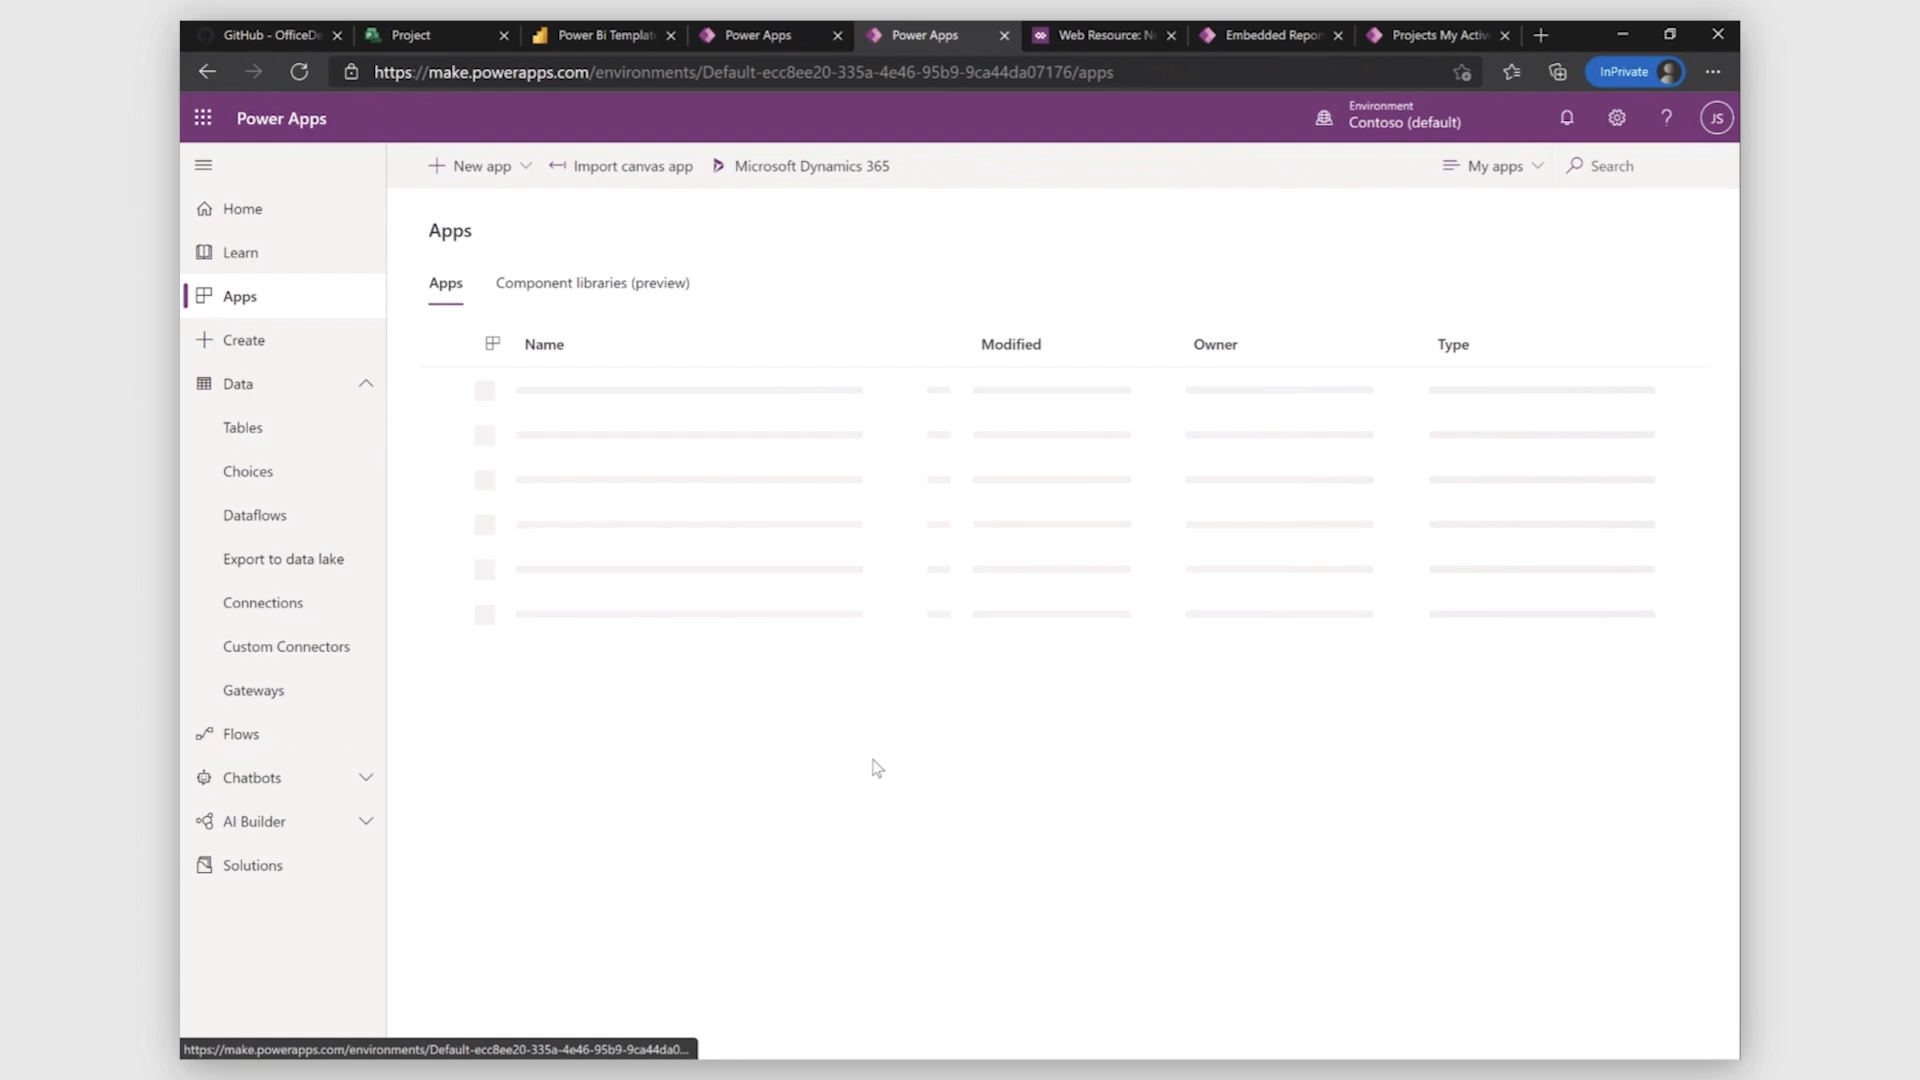 GitHub - OfficeDe
Project
Power Bi Templat
Power Apps
Power Apps
Web Resource: N
Embedded Repor
Projects My Activ
https://make.powerapps.com/environments/Default-ecc8ee20-335a-4e46-95b9-9ca44da07176/apps
InPrivate
Power Apps
Environment
Contoso (default)
?
JS
New app
Import canvas app
Microsoft Dynamics 365
My apps
Search
Home
Learn
Apps
Create
Data
Tables
Choices
Dataflows
Export to data lake
Connections
Custom Connectors
Gateways
Flows
Chatbots
AI Builder
Solutions
Apps
Apps
Component libraries (preview)
Name
Modified
Owner
Type
https://make.powerapps.com/environments/Default-ecc8ee20-335a-4e46-95b9-9ca44da0...